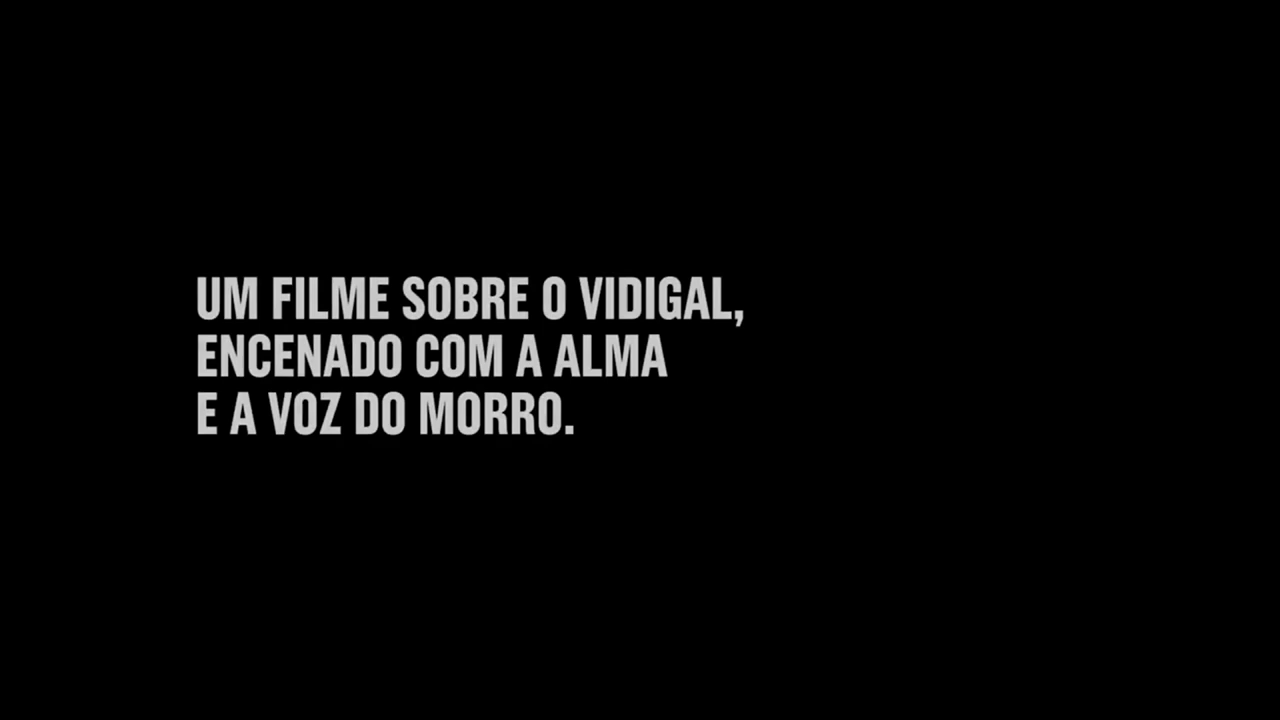 UM FILME SOBRE O VIDIGAL,
ENCENADO COM A ALMA
E A VOZ DO MORRO.